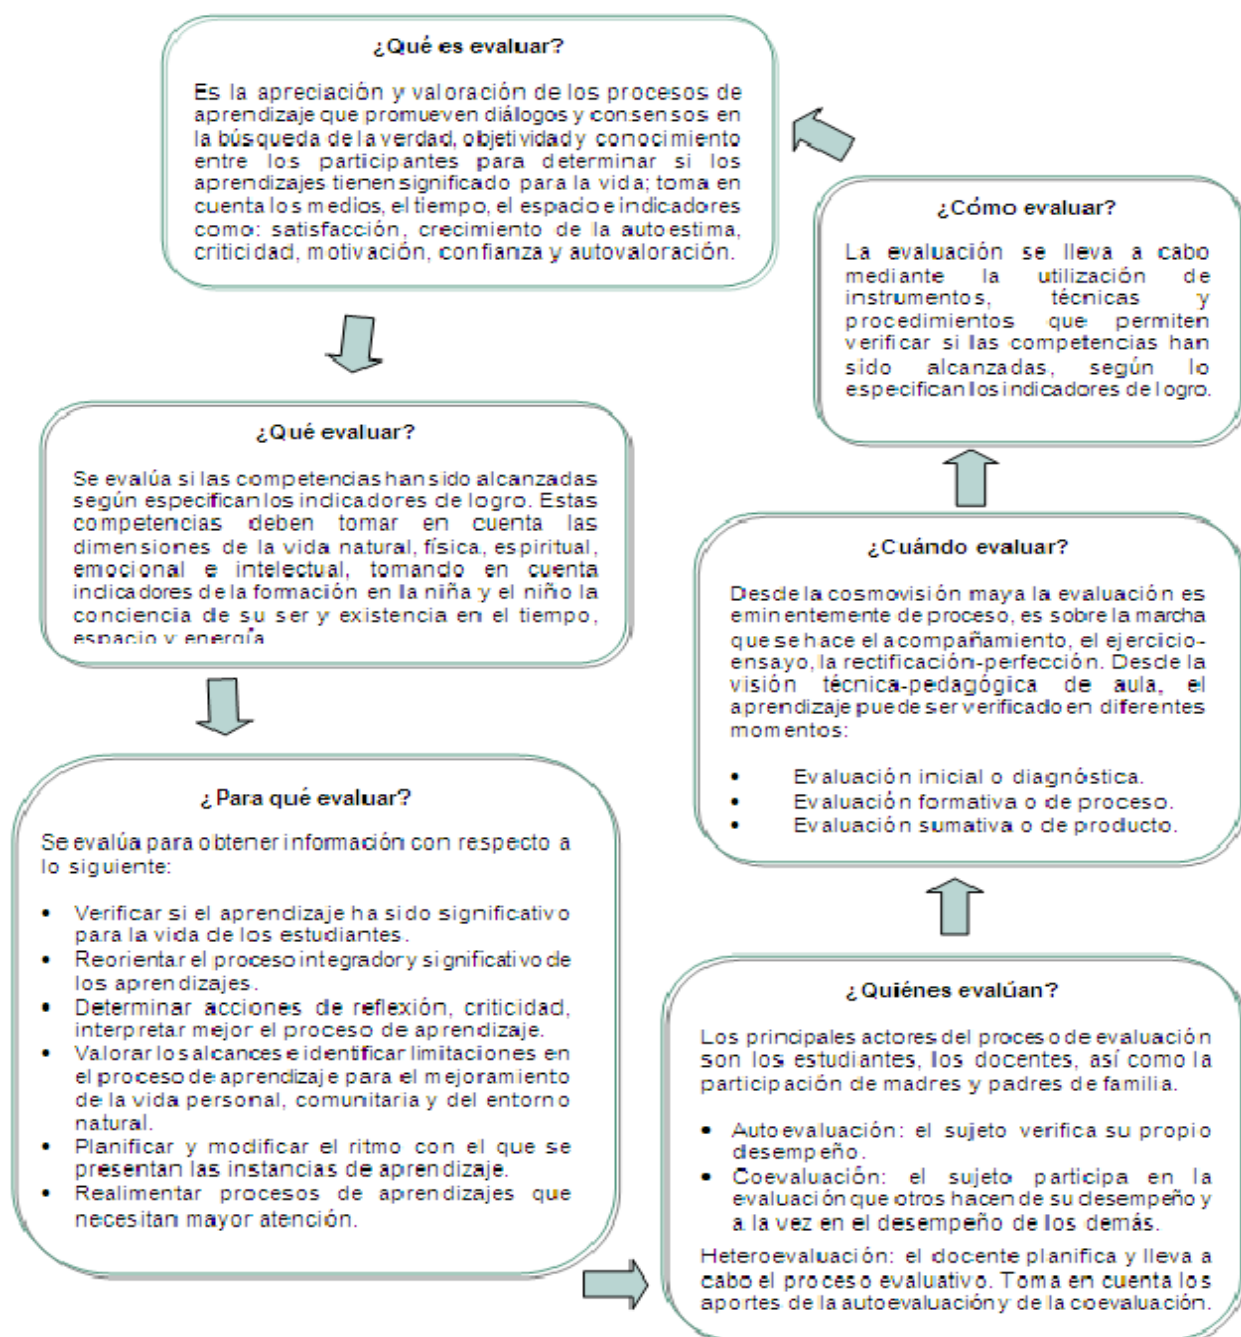 ¿Qué es evaluar?
Es la apreciación y valoración de los procesos de
aprendizaje que promueven diálogos y consensos en
la búsqueda de la verdad, objetividad y conocimiento
entre los participantes para determinar si los
aprendizajes tienen significado para la vida; toma en
cuenta los medios, el tiempo, el espacio e indicadores
como: satisfacción, crecimiento de la autoestima,
criticidad, motivación, confianza y autovaloración.
¿Qué evaluar?
Se evalúa si las competencias han sido alcanzadas
según especifican los indicadores de logro. Estas
competencias deben tomar en cuenta las
dimensiones de la vida natural, física, espiritual,
emocional e intelectual, tomando en cuenta
indicadores de la formación en la niña y el niño la
conciencia de su ser y existencia en el tiempo,
espacio y energía
¿Para qué evaluar?
Se evalúa para obtener información con respecto a
lo siguiente:
• Verificar si el aprendizaje ha sido significativo
para la vida de los estudiantes.
• Reorientar el proceso integrador y significativo de
los aprendizajes.
• Determinar acciones de reflexión, criticidad,
interpretar mejor el proceso de aprendizaje.
• Valorar los alcances e identificar limitaciones en
el proceso de aprendizaje para el mejoramiento
de la vida personal, comunitaria y del entorno
natural.
• Planificar y modificar el ritmo con el que se
presentan las instancias de aprendizaje.
• Realimentar procesos de aprendizajes que
necesitan mayor atención.
¿Quiénes evalúan?
Los principales actores del proceso de evaluación
son los estudiantes, los docentes, así como la
participación de madres y padres de familia.
• Autoevaluación: el sujeto verifica su propio
desempeño.
• Coevaluación: el sujeto participa en la
evaluación que otros hacen de su desempeño y
a la vez en el desempeño de los demás.
Heteroevaluación: el docente planifica y lleva a
cabo el proceso evaluativo. Toma en cuenta los
aportes de la autoevaluación y de la coevaluación.
¿Cuándo evaluar?
Desde la cosmovisión maya la evaluación es
eminentemente de proceso, es sobre la marcha
que se hace el acompañamiento, el ejercicio-
ensayo, la rectificación-perfección. Desde la
visión técnica-pedagógica de aula, el
aprendizaje puede ser verificado en diferentes
momentos:
• Evaluación inicial o diagnóstica.
• Evaluación formativa o de proceso.
• Evaluación sumativa o de producto.
¿Cómo evaluar?
La evaluación se lleva a cabo
mediante la utilización de
instrumentos, técnicas y
procedimientos que permiten
verificar si las competencias han
sido alcanzadas, según lo
especifican los indicadores de logro.